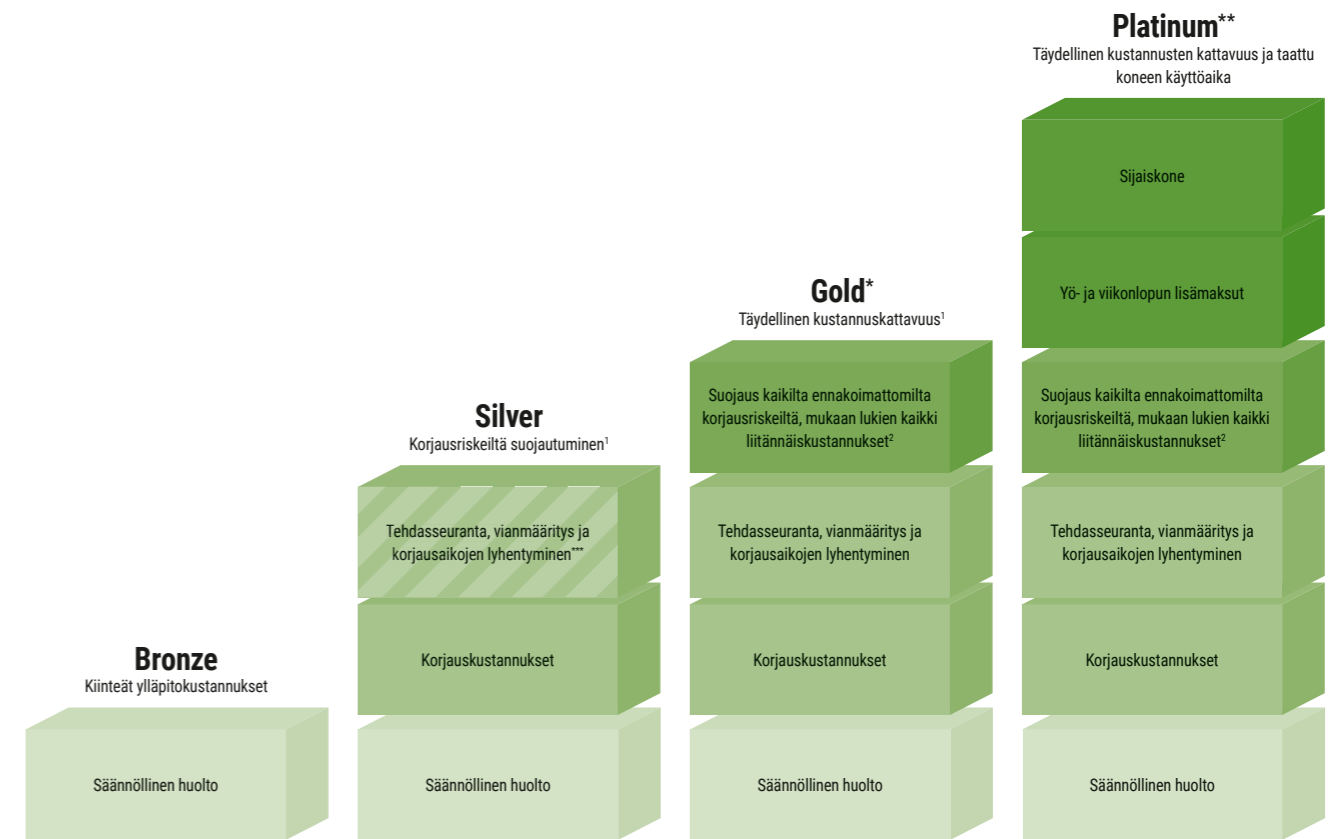 Bronze
Kiinteät ylläpitokustannukset
Säännöllinen huolto
Silver
Korjausriskeiltä suojautuminen¹
Tehdasseuranta, vianmääritys ja
korjausaikojen lyhentyminen***
Korjauskustannukset
Säännöllinen huolto
Gold*
Täydellinen kustannuskattavuus¹
Suojaus kaikilta ennakoimattomilta
korjausriskeiltä, mukaan lukien kaikki
liitännäiskustannukset²
Tehdasseuranta, vianmääritys ja
korjausaikojen lyhentyminen
Korjauskustannukset
Säännöllinen huolto
Platinum**
Täydellinen kustannusten kattavuus ja taattu
koneen käyttöaika
Sijaiskone
Yö- ja viikonlopun lisämaksut
Suojaus kaikilta ennakoimattomilta
korjausriskeiltä, mukaan lukien kaikki
liitännäiskustannukset²
Tehdasseuranta, vianmääritys ja
korjausaikojen lyhentyminen
Korjauskustannukset
Säännöllinen huolto